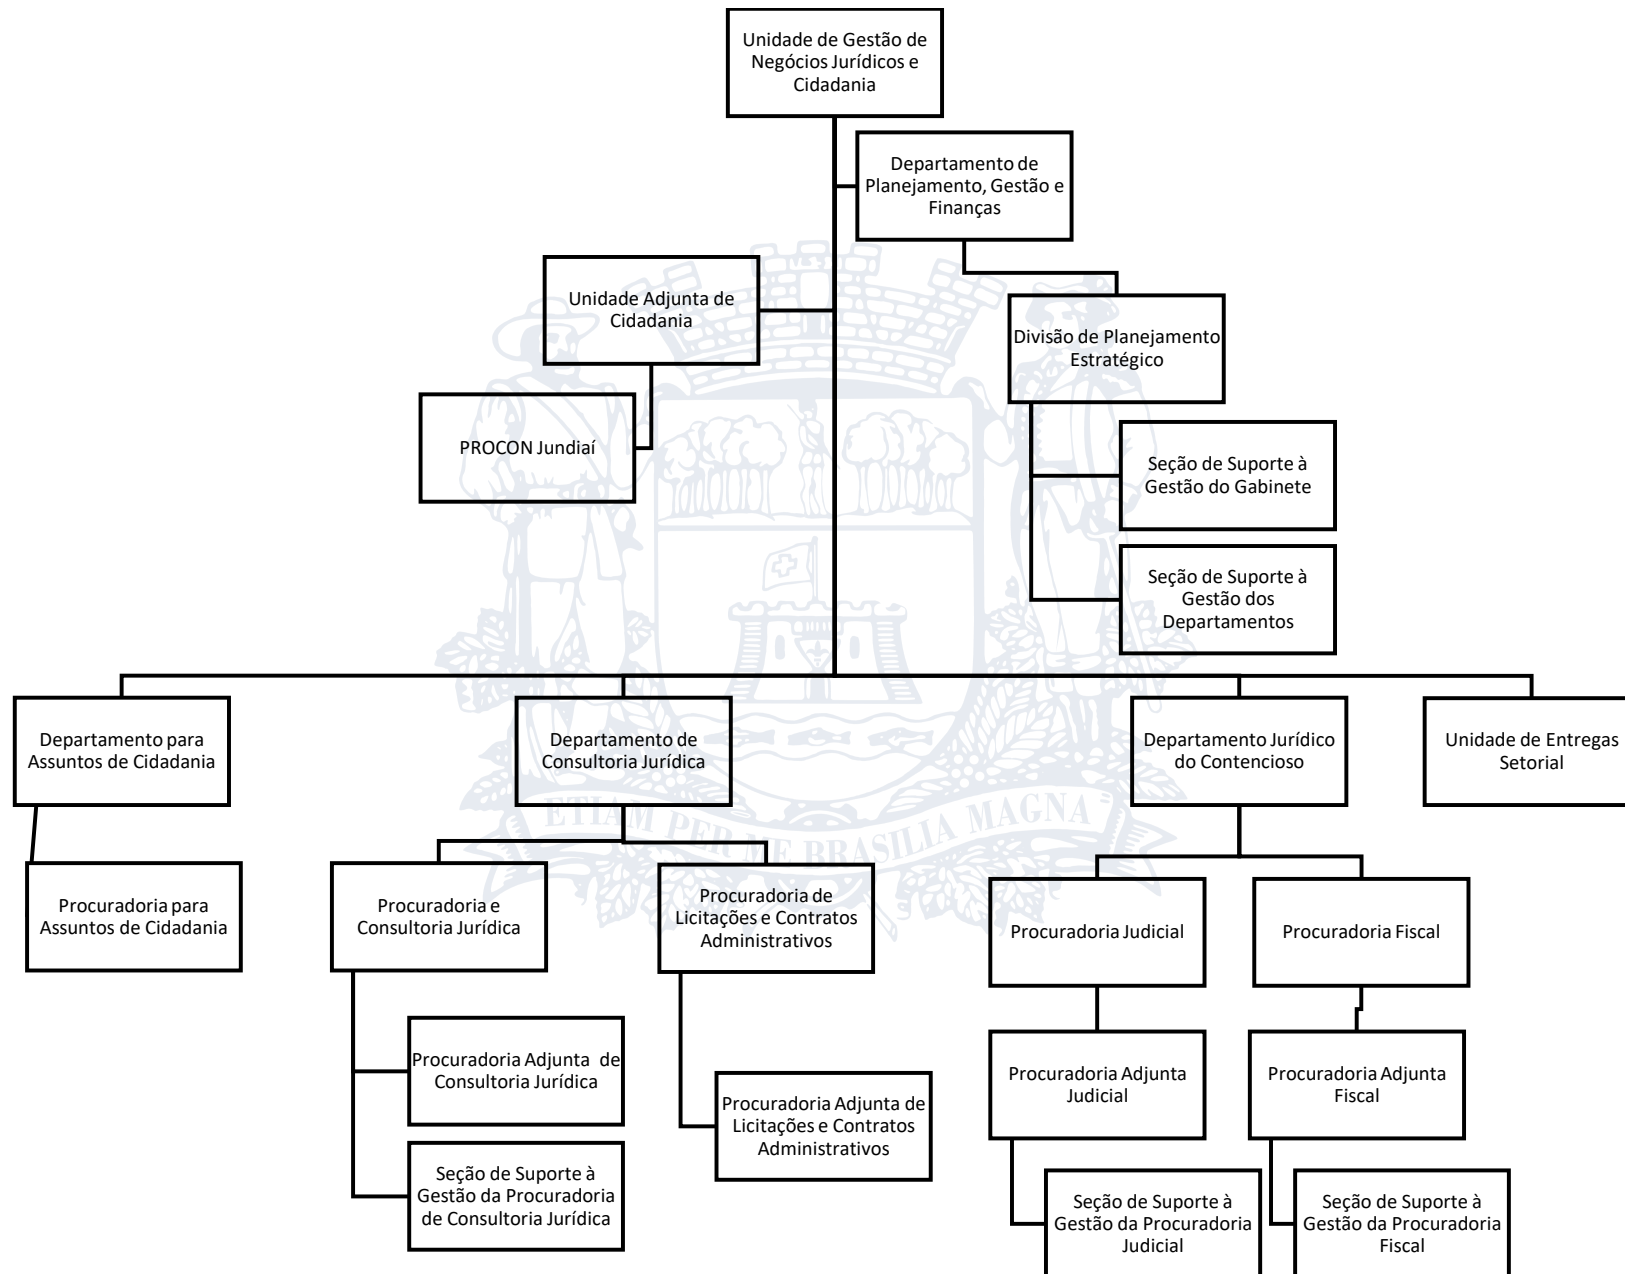 Unidade de Gestão de
Negócios Jurídicos e
Cidadania
Departamento de
Planejamento, Gestão e
Finanças
Unidade Adjunta de
Cidadania
Divisão de Planejamento
Estratégico
PROCON Jundiaí
Seção de Suporte à
Gestão do Gabinete
Seção de Suporte à
Gestão dos
Departamentos
Departamento para
Assuntos de Cidadania
Departamento de
Consultoria Jurídica
Departamento Jurídico
do Contencioso
Unidade de Entregas
Setorial
ETIAM PER ME BRASILIA MAGNA
Procuradoria para
Assuntos de Cidadania
Procuradoria e
Consultoria Jurídica
Procuradoria de
Licitações e Contratos
Administrativos
Procuradoria Judicial
Procuradoria Fiscal
Procuradoria Adjunta  de
Consultoria Jurídica
Procuradoria Adjunta de
Licitações e Contratos
Administrativos
Procuradoria Adjunta
Judicial
Procuradoria Adjunta
Fiscal
Seção de Suporte à
Gestão da Procuradoria
de Consultoria Jurídica
Seção de Suporte à
Gestão da Procuradoria
Judicial
Seção de Suporte à
Gestão da Procuradoria
Fiscal